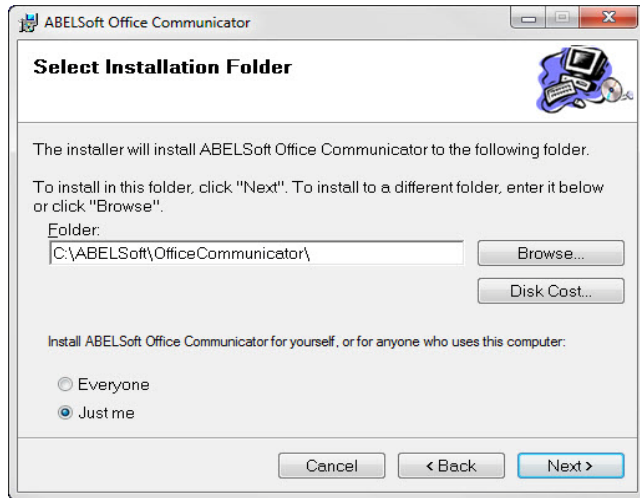 ABELSoft Office Communicator
Select Installation Folder
The installer will install ABELSoft Office Communicator to the following folder.
To install in this folder, click "Next". To install to a different folder, enter it below
or click "Browse".
Folder:
C:\ABELSoft\OfficeCommunicator\
Browse...
Disk Cost...
Install ABELSoft Office Communicator for yourself, or for anyone who uses this computer:
Everyone
Just me
Cancel
< Back
Next >